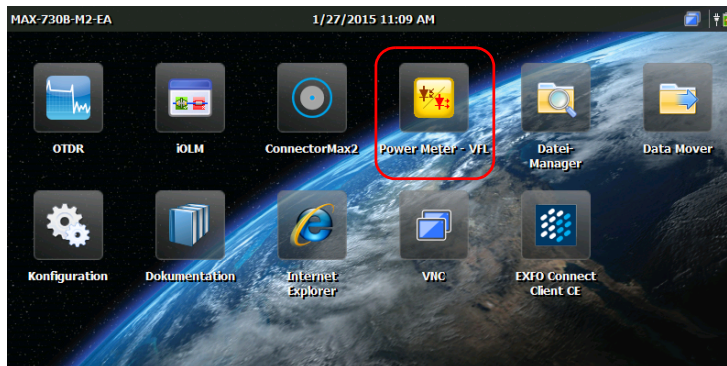 MAX-730B-M2-EA 1/27/2015 11:09 AM
OTDR iOLM ConnectorMax2 Power Meter - VFL Datei- Data Mover
Manager
Konfiguration Dokumentation Internet VNC EXFO Connect
Explorer Client CE